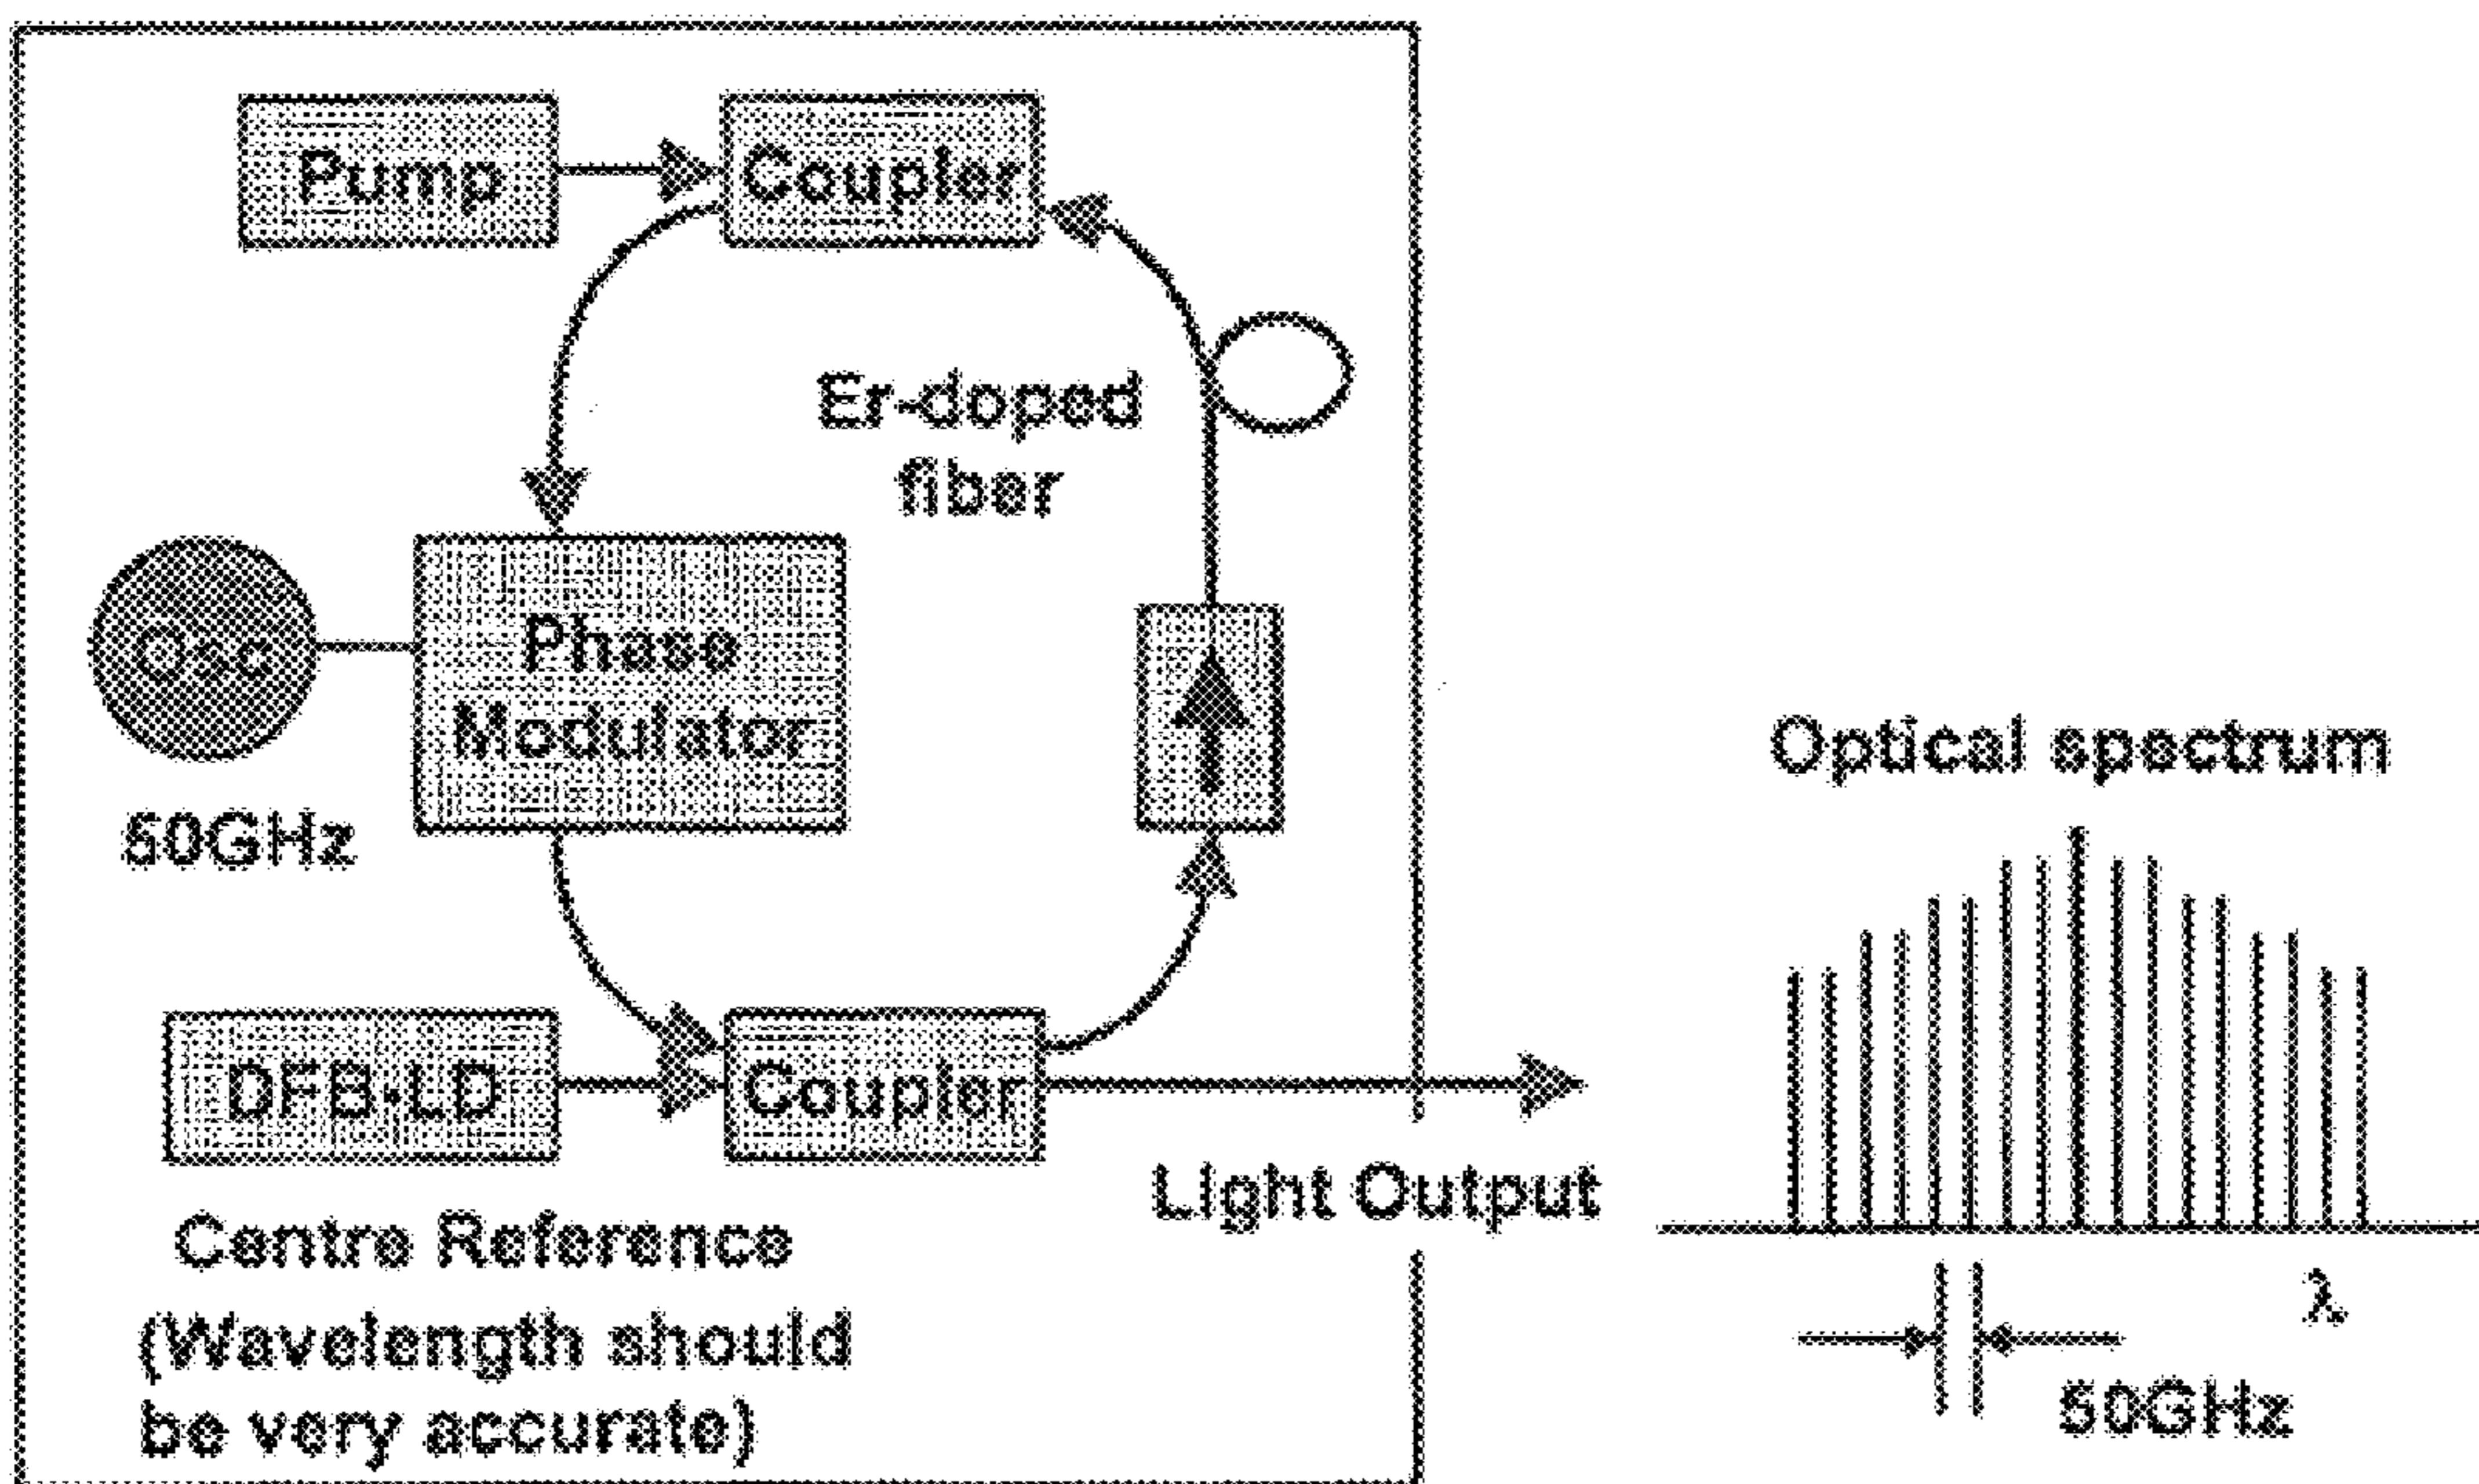 Pump
Coupler
Er-doped
fiber
Osc
Phase
Modulator
50GHz
Optical spectrum
DFB-LD
Coupler
Light Output
Centre Reference
(Wavelength should
be very accurate)
λ
50GHz